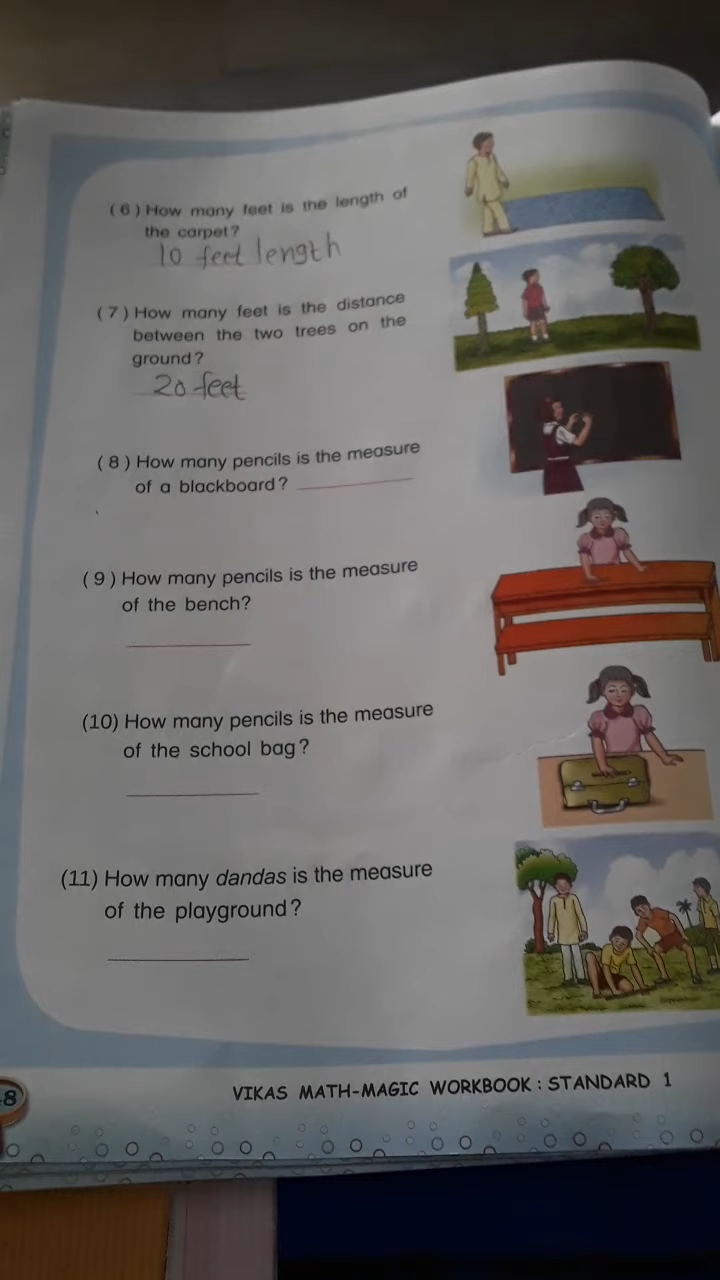 (6) How many feet is the length of
the carpet?
10 feet length
(7) How many feet is the distance
between the two trees on the
ground?
20 feet
(8) How many pencils is the measure
of a blackboard?
(9) How many pencils is the measure
of the bench?
(10) How many pencils is the measure
of the school bag?
(11) How many dandas is the measure
of the playground?
8
VIKAS MATH-MAGIC WORKBOOK : STANDARD 1